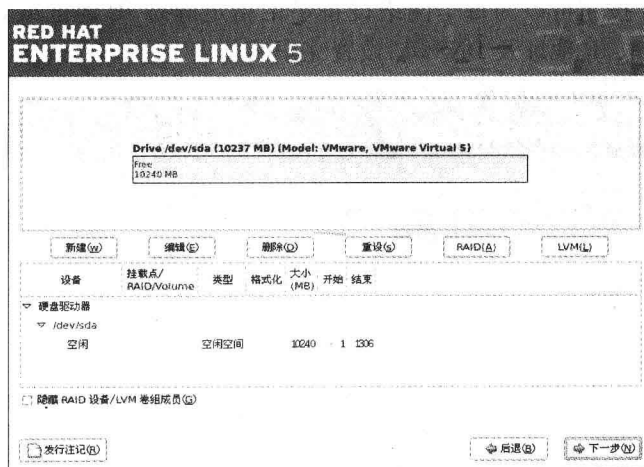 RED HAT
ENTERPRISE LINUX 5
Drive /dev/sda (10237 MB) (Model: VMware, VMware Virtual S)
Free
10240 MB
新建(W) 编辑(E) 删除(D) 重设(S) RAID(A) LVM(L)
设备 挂载点/ RAID/Volume 类型 格式化 大小 (MB) 开始 结束
硬盘驱动器
/dev/sda
空闲 空闲空间 10240 1 1306
隐藏 RAID 设备/LVM 卷组成员(G)
发行注记(R) 后退(B) 下一步(N)